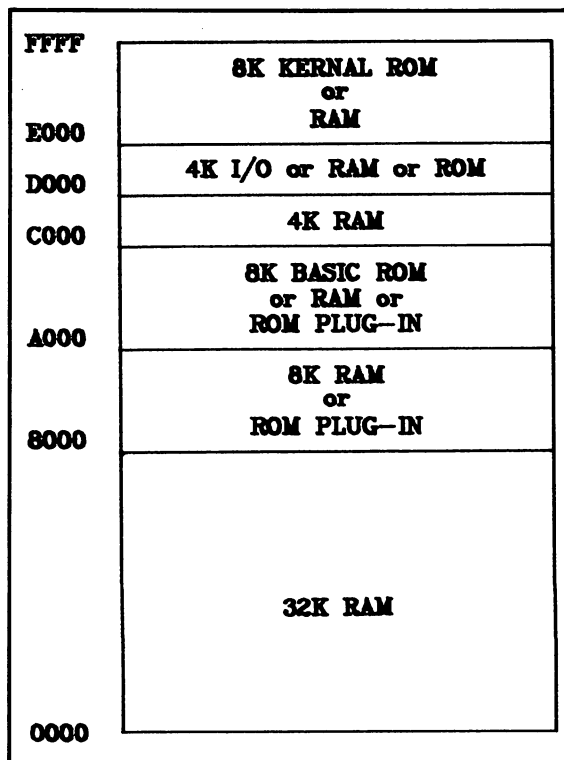 FFFF
8K KERNAL ROM
or
RAM
E000
4K I/O or RAM or ROM
D000
4K RAM
C000
8K BASIC ROM
or RAM or
ROM PLUG-IN
A000
8K RAM
or
ROM PLUG-IN
8000
32K RAM
0000